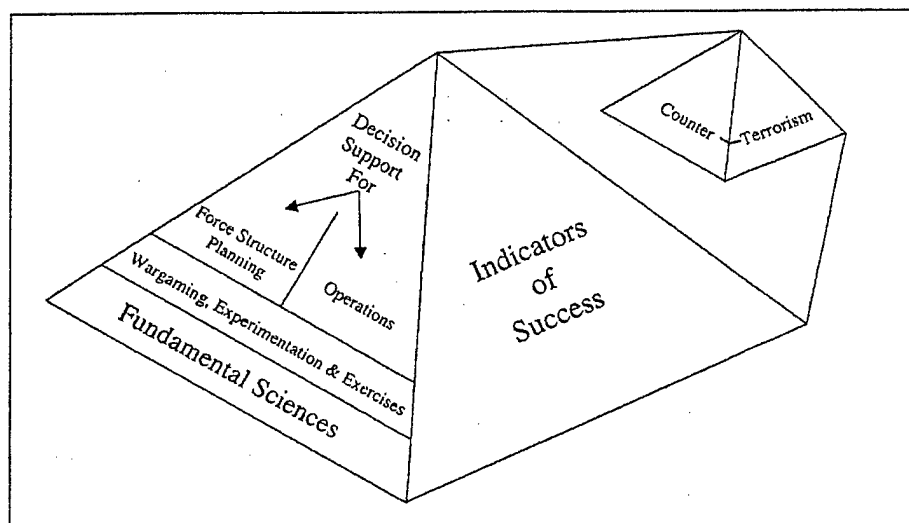 Decision
Support
For
Force Structure
Planning
Operations
Wargaming, Experimentation & Exercises
Fundamental Sciences
Indicators
of
Success
Counter - Terrorism